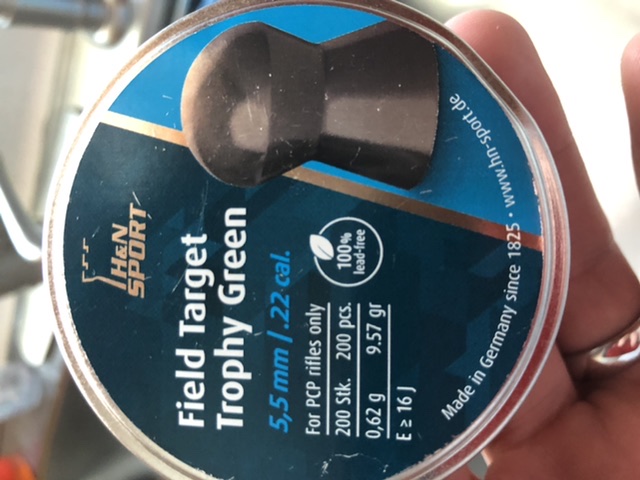 H&N
SPORT
Field Target
Trophy Green
5,5 mm / .22 cal.
100%
lead-free
For PCP rifles only
200 Stk. 200 pcs.
0,62 g 9.57 gr
E ≥ 16 J
Made in Germany since 1825 • www.hn-sport.de